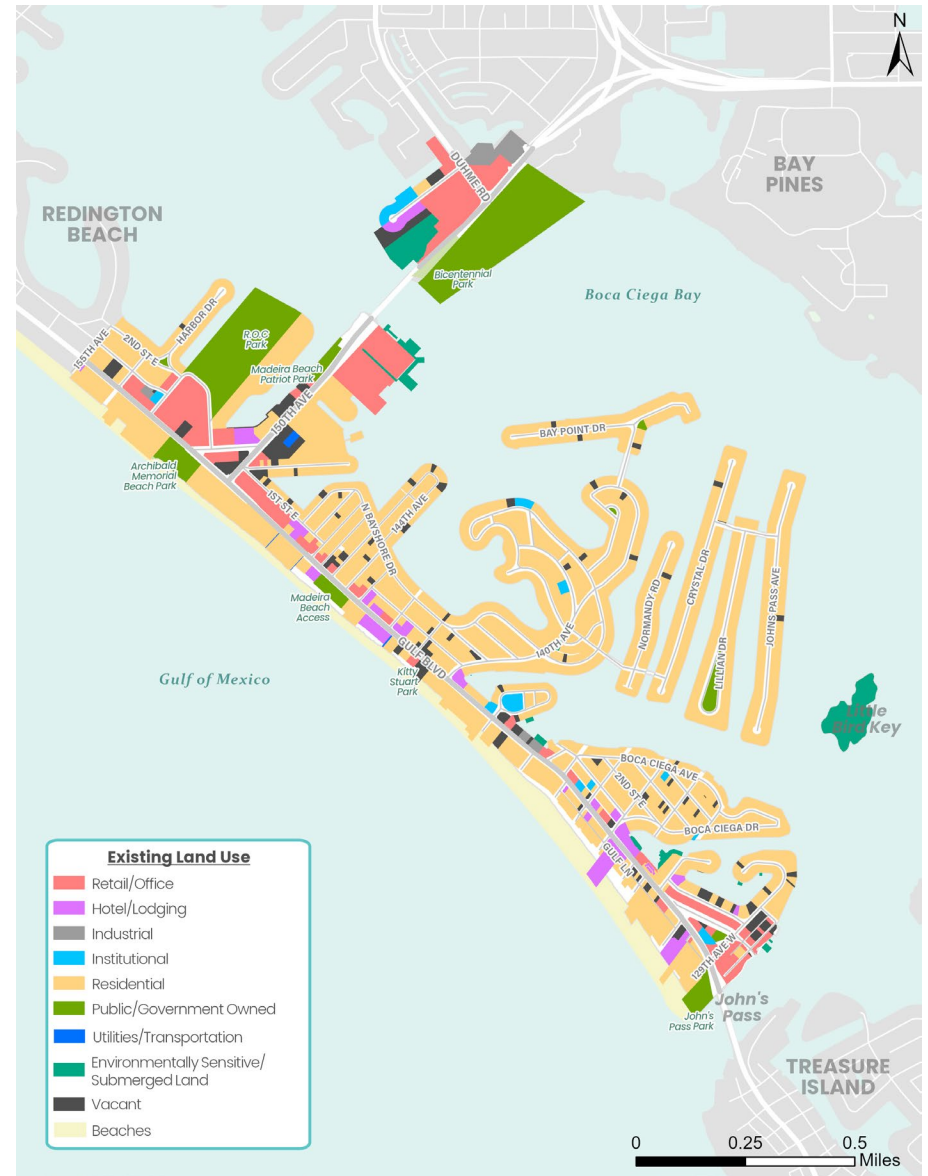 N
BAY
PINES
REDINGTON
BEACH
DUHME RD
Bicentennial
Park
Boca Ciega Bay
HARBOR DR
2ND ST E
155TH AVE
R.O.C
Park
Madeira Beach
Patriot Park
150TH AVE
BAY POINT DR
Archibald
Memorial
Beach Park
1ST ST E
N BAYSHORE DR
144TH AVE
Madeira
Beach
Access
NORMANDY RD
CRYSTAL DR
LILLIAN DR
JOHNS PASS AVE
140TH AVE
GULF BLVD
Kitty
Stuart
Park
Gulf of Mexico
Little
Bird Key
BOCA CIEGA AVE
2ND ST E
BOCA CIEGA DR
GULF LN
129TH AVE W
John's
Pass
John's
Pass Park
TREASURE
ISLAND
Existing Land Use
Retail/Office
Hotel/Lodging
Industrial
Institutional
Residential
Public/Government Owned
Utilities/Transportation
Environmentally Sensitive/
Submerged Land
Vacant
Beaches
0 0.25 0.5
Miles